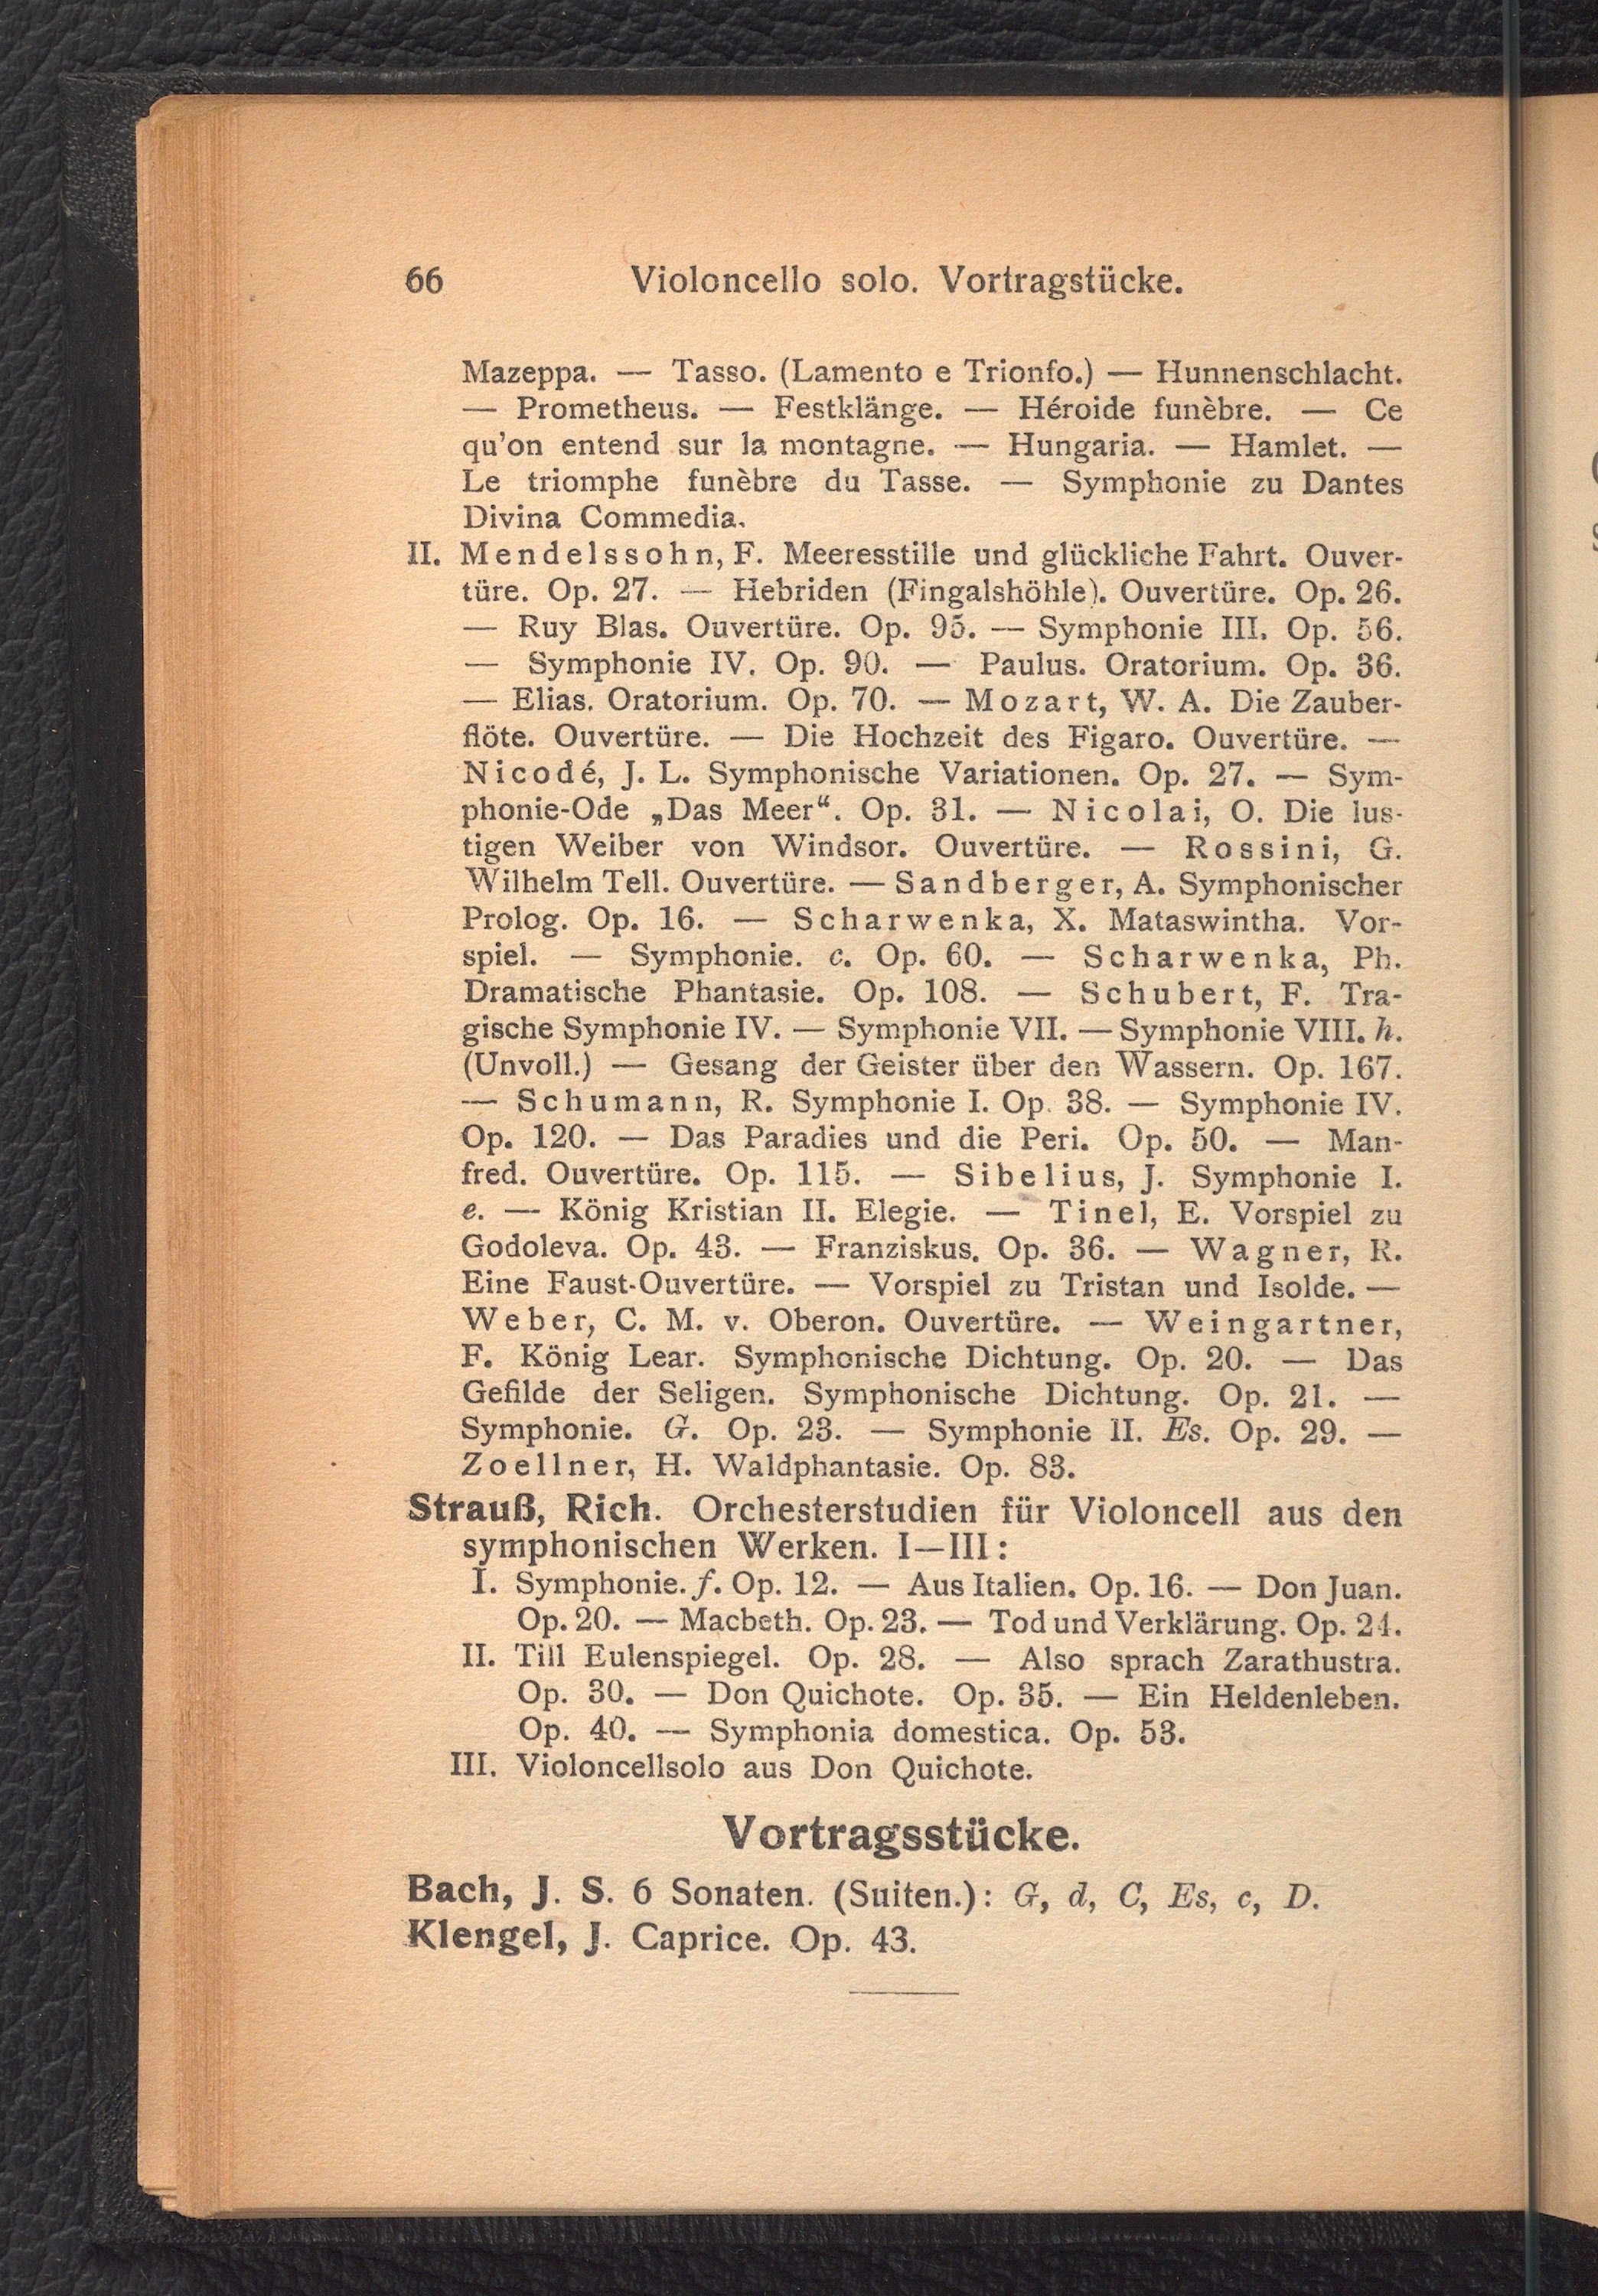 66 Violoncello solo. Vortragstücke.
Mazeppa. — Tasso. (Lamento e Trionfo.) — Hunnenschlacht.
— Prometheus. — Festklänge. — Héroide funèbre. — Ce
qu'on entend sur la montagne. — Hungaria. — Hamlet. —
Le triomphe funèbre du Tasse. — Symphonie zu Dantes
Divina Commedia.
II. Mendelssohn, F. Meeresstille und glückliche Fahrt. Ouver-
türe. Op. 27. — Hebriden (Fingalshöhle). Ouvertüre. Op. 26.
— Ruy Blas. Ouvertüre. Op. 95. — Symphonie III. Op. 56.
— Symphonie IV. Op. 90. — Paulus. Oratorium. Op. 36.
— Elias. Oratorium. Op. 70. — Mozart, W. A. Die Zauber-
flöte. Ouvertüre. — Die Hochzeit des Figaro. Ouvertüre. —
Nicodé, J. L. Symphonische Variationen. Op. 27. — Sym-
phonie-Ode „Das Meer“. Op. 31. — Nicolai, O. Die lus-
tigen Weiber von Windsor. Ouvertüre. — Rossini, G.
Wilhelm Tell. Ouvertüre. — Sandberger, A. Symphonischer
Prolog. Op. 16. — Scharwenka, X. Mataswintha. Vor-
spiel. — Symphonie. c. Op. 60. — Scharwenka, Ph.
Dramatische Phantasie. Op. 108. — Schubert, F. Tra-
gische Symphonie IV. — Symphonie VII. — Symphonie VIII. h.
(Unvoll.) — Gesang der Geister über den Wassern. Op. 167.
— Schumann, R. Symphonie I. Op. 38. — Symphonie IV.
Op. 120. — Das Paradies und die Peri. Op. 50. — Man-
fred. Ouvertüre. Op. 115. — Sibelius, J. Symphonie I.
e. — König Kristian II. Elegie. — Tinel, E. Vorspiel zu
Godoleva. Op. 43. — Franziskus. Op. 36. — Wagner, R.
Eine Faust-Ouvertüre. — Vorspiel zu Tristan und Isolde. —
Weber, C. M. v. Oberon. Ouvertüre. — Weingartner,
F. König Lear. Symphonische Dichtung. Op. 20. — Das
Gefilde der Seligen. Symphonische Dichtung. Op. 21. —
Symphonie. G. Op. 23. — Symphonie II. Es. Op. 29. —
Zoellner, H. Waldphantasie. Op. 83.
Strauß, Rich. Orchesterstudien für Violoncell aus den
symphonischen Werken. I—III:
I. Symphonie. f. Op. 12. — Aus Italien. Op. 16. — Don Juan.
Op. 20. — Macbeth. Op. 23. — Tod und Verklärung. Op. 24.
II. Till Eulenspiegel. Op. 28. — Also sprach Zarathustra.
Op. 30. — Don Quichote. Op. 35. — Ein Heldenleben.
Op. 40. — Symphonia domestica. Op. 53.
III. Violoncellsolo aus Don Quichote.
Vortragsstücke.
Bach, J. S. 6 Sonaten. (Suiten.): G, d, C, Es, c, D.
Klengel, J. Caprice. Op. 43.